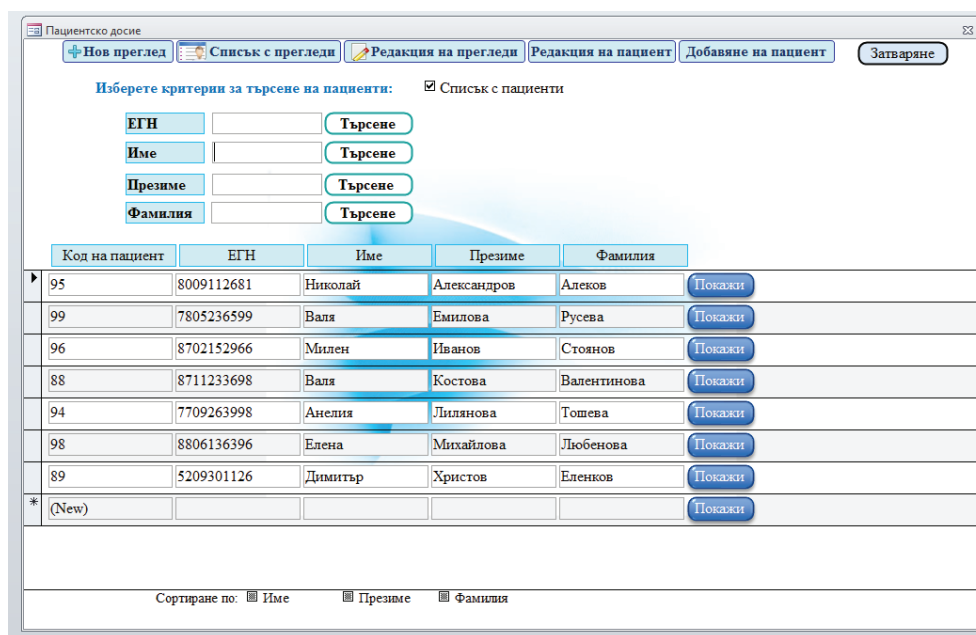 Пациентско досие
Нов преглед Списък с прегледи Редакция на прегледи Редакция на пациент Добавяне на пациент Затваряне
Изберете критерии за търсене на пациенти: Списък с пациенти
ЕГН Търсене
Име Търсене
Презиме Търсене
Фамилия Търсене
Код на пациент ЕГН Име Презиме Фамилия
95 8009112681 Николай Александров Алеков Покажи
99 7805236599 Валя Емилова Русева Покажи
96 8702152966 Милен Иванов Стоянов Покажи
88 8711233698 Валя Костова Валентинова Покажи
94 7709263998 Анелия Лилянова Тошева Покажи
98 8806136396 Елена Михайлова Любенова Покажи
89 5209301126 Димитър Христов Еленков Покажи
* (New) Покажи
Сортиране по: Име Презиме Фамилия